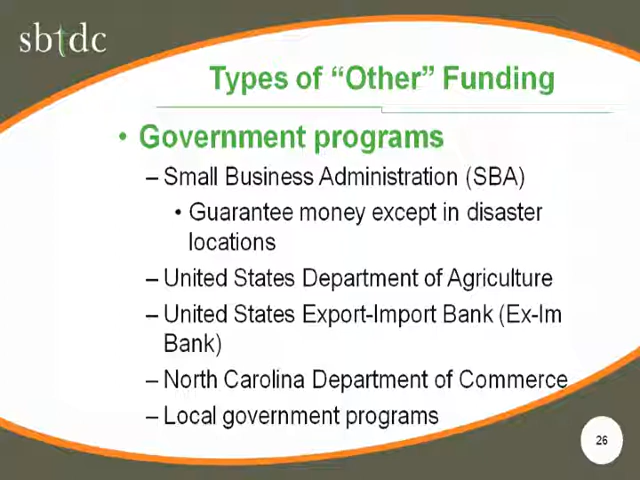 sbtdc
Types of “Other” Funding
• Government programs
– Small Business Administration (SBA)
• Guarantee money except in disaster
locations
– United States Department of Agriculture
– United States Export-Import Bank (Ex-Im
Bank)
– North Carolina Department of Commerce
– Local government programs
26